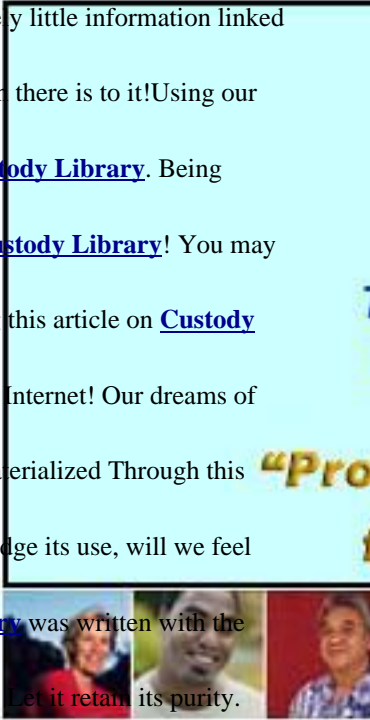 little information linked
there is to it!Using our
tody Library. Being
stody Library! You may
this article on Custody
Internet! Our dreams of
terialized Through this
“Pro
dge its use, will we feel
ry was written with the
Let it retain its purity.